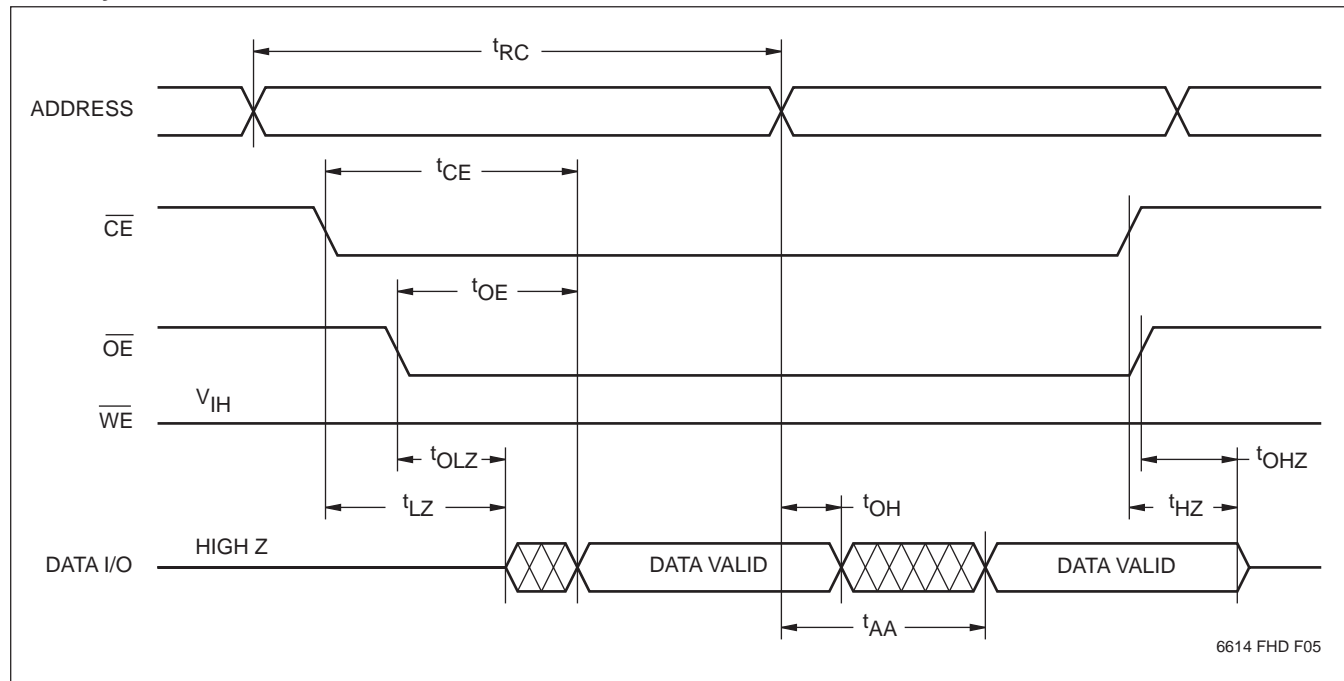 tRC
ADDRESS
tCE
CE
tOE
OE
VIH
WE
tOLZ
tOHZ
tLZ
tOH
tHZ
HIGH Z
DATA I/O
DATA VALID
DATA VALID
tAA
6614 FHD F05